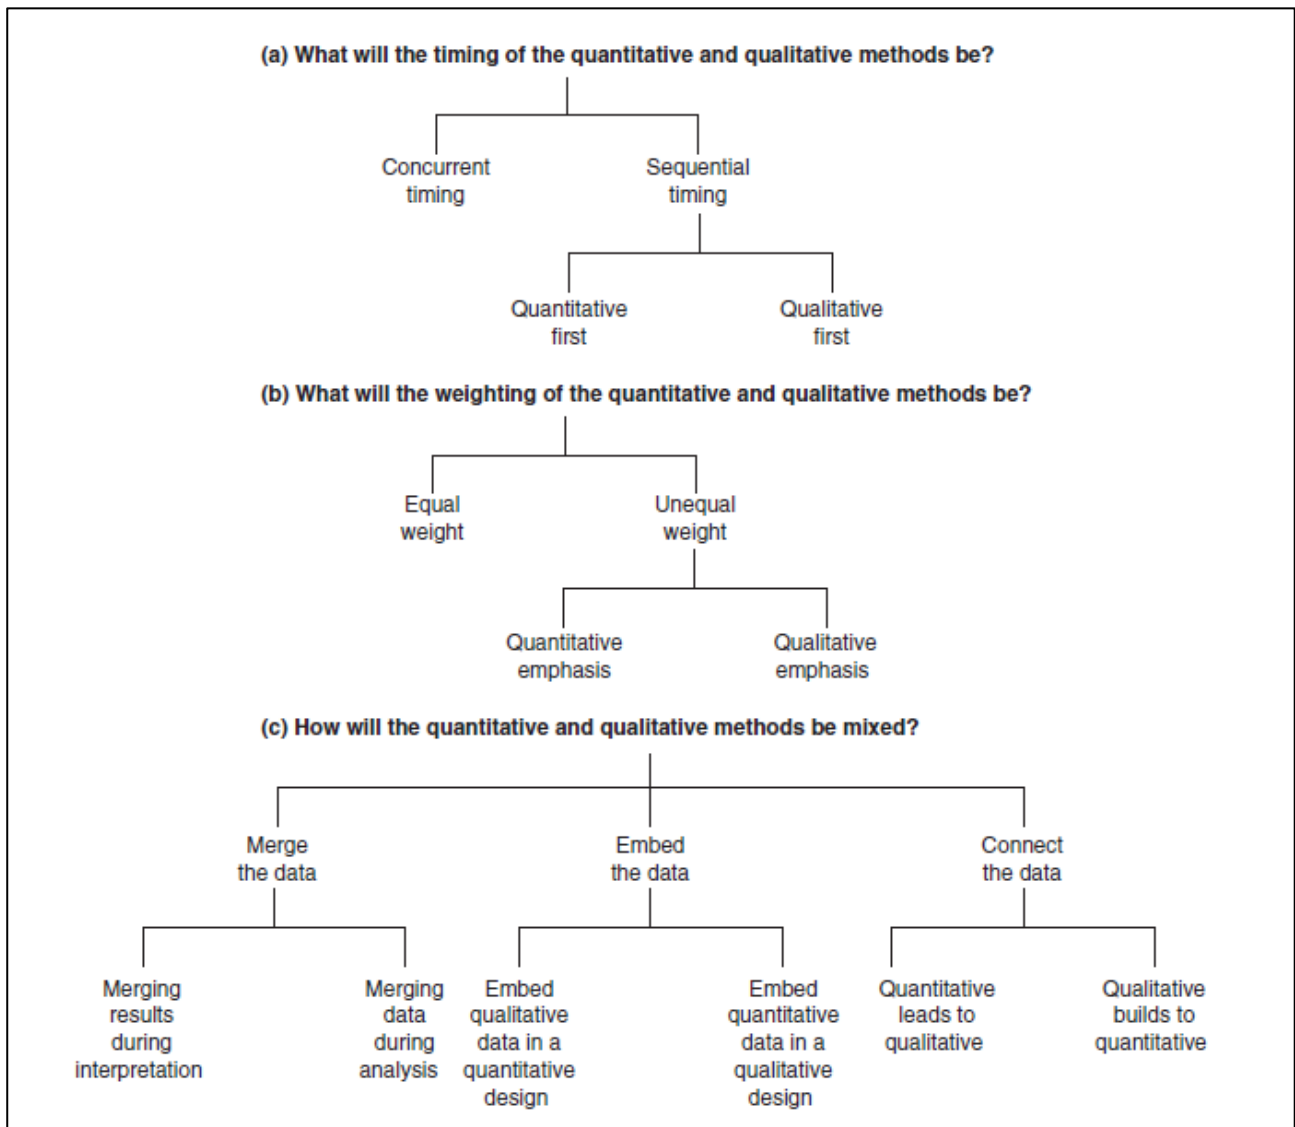 (a) What will the timing of the quantitative and qualitative methods be?
Concurrent
timing
Sequential
timing
Quantitative
first
Qualitative
first
(b) What will the weighting of the quantitative and qualitative methods be?
Equal
weight
Unequal
weight
Quantitative
emphasis
Qualitative
emphasis
(c) How will the quantitative and qualitative methods be mixed?
Merge
the data
Embed
the data
Connect
the data
Merging
results
during
interpretation
Merging
data
during
analysis
Embed
qualitative
data in a
quantitative
design
Embed
quantitative
data in a
qualitative
design
Quantitative
leads to
qualitative
Qualitative
builds to
quantitative